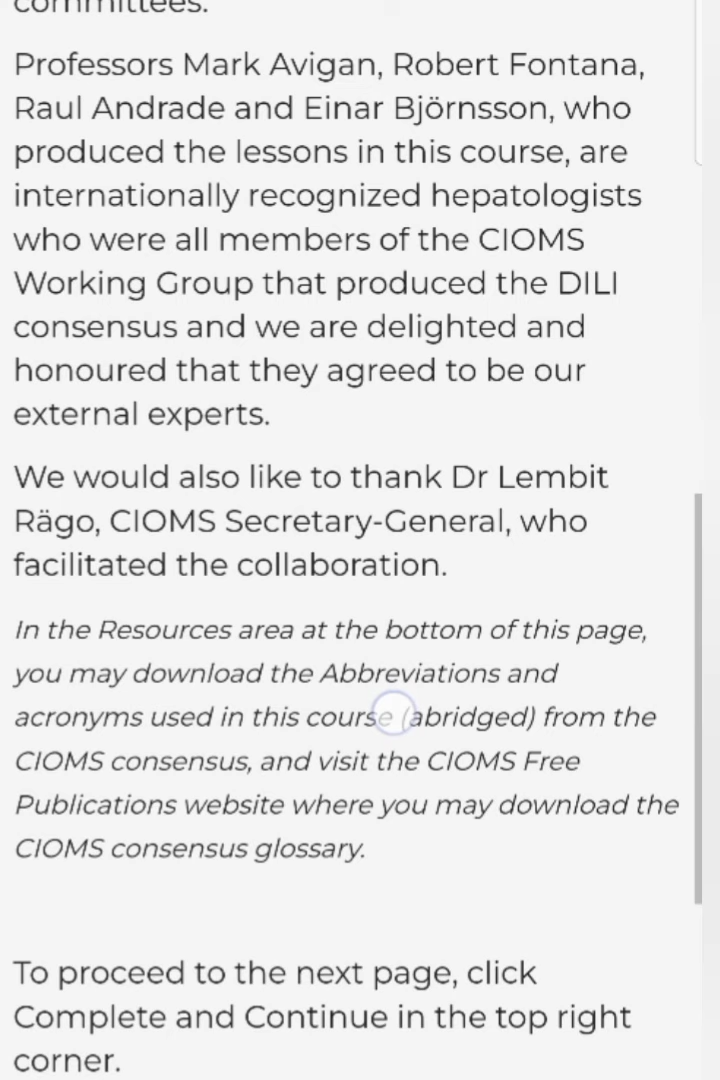 committees.
Professors Mark Avigan, Robert Fontana,
Raul Andrade and Einar Björnsson, who
produced the lessons in this course, are
internationally recognized hepatologists
who were all members of the CIOMS
Working Group that produced the DILI
consensus and we are delighted and
honoured that they agreed to be our
external experts.
We would also like to thank Dr Lembit
Rägo, CIOMS Secretary-General, who
facilitated the collaboration.
In the Resources area at the bottom of this page,
you may download the Abbreviations and
acronyms used in this course (abridged) from the
CIOMS consensus, and visit the CIOMS Free
Publications website where you may download the
CIOMS consensus glossary.
To proceed to the next page, click
Complete and Continue in the top right
corner.